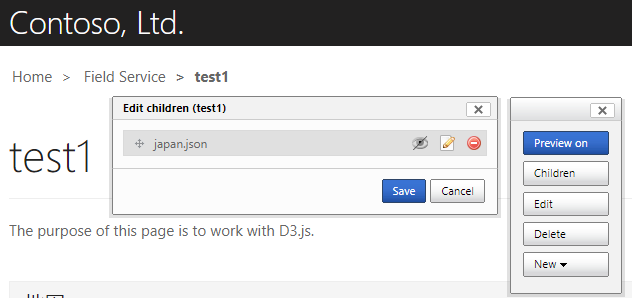 Contoso, Ltd.
Home > Field Service > test1
Edit children (test1)
japan.json
Save Cancel
Preview on
Children
Edit
Delete
New
test1
The purpose of this page is to work with D3.js.